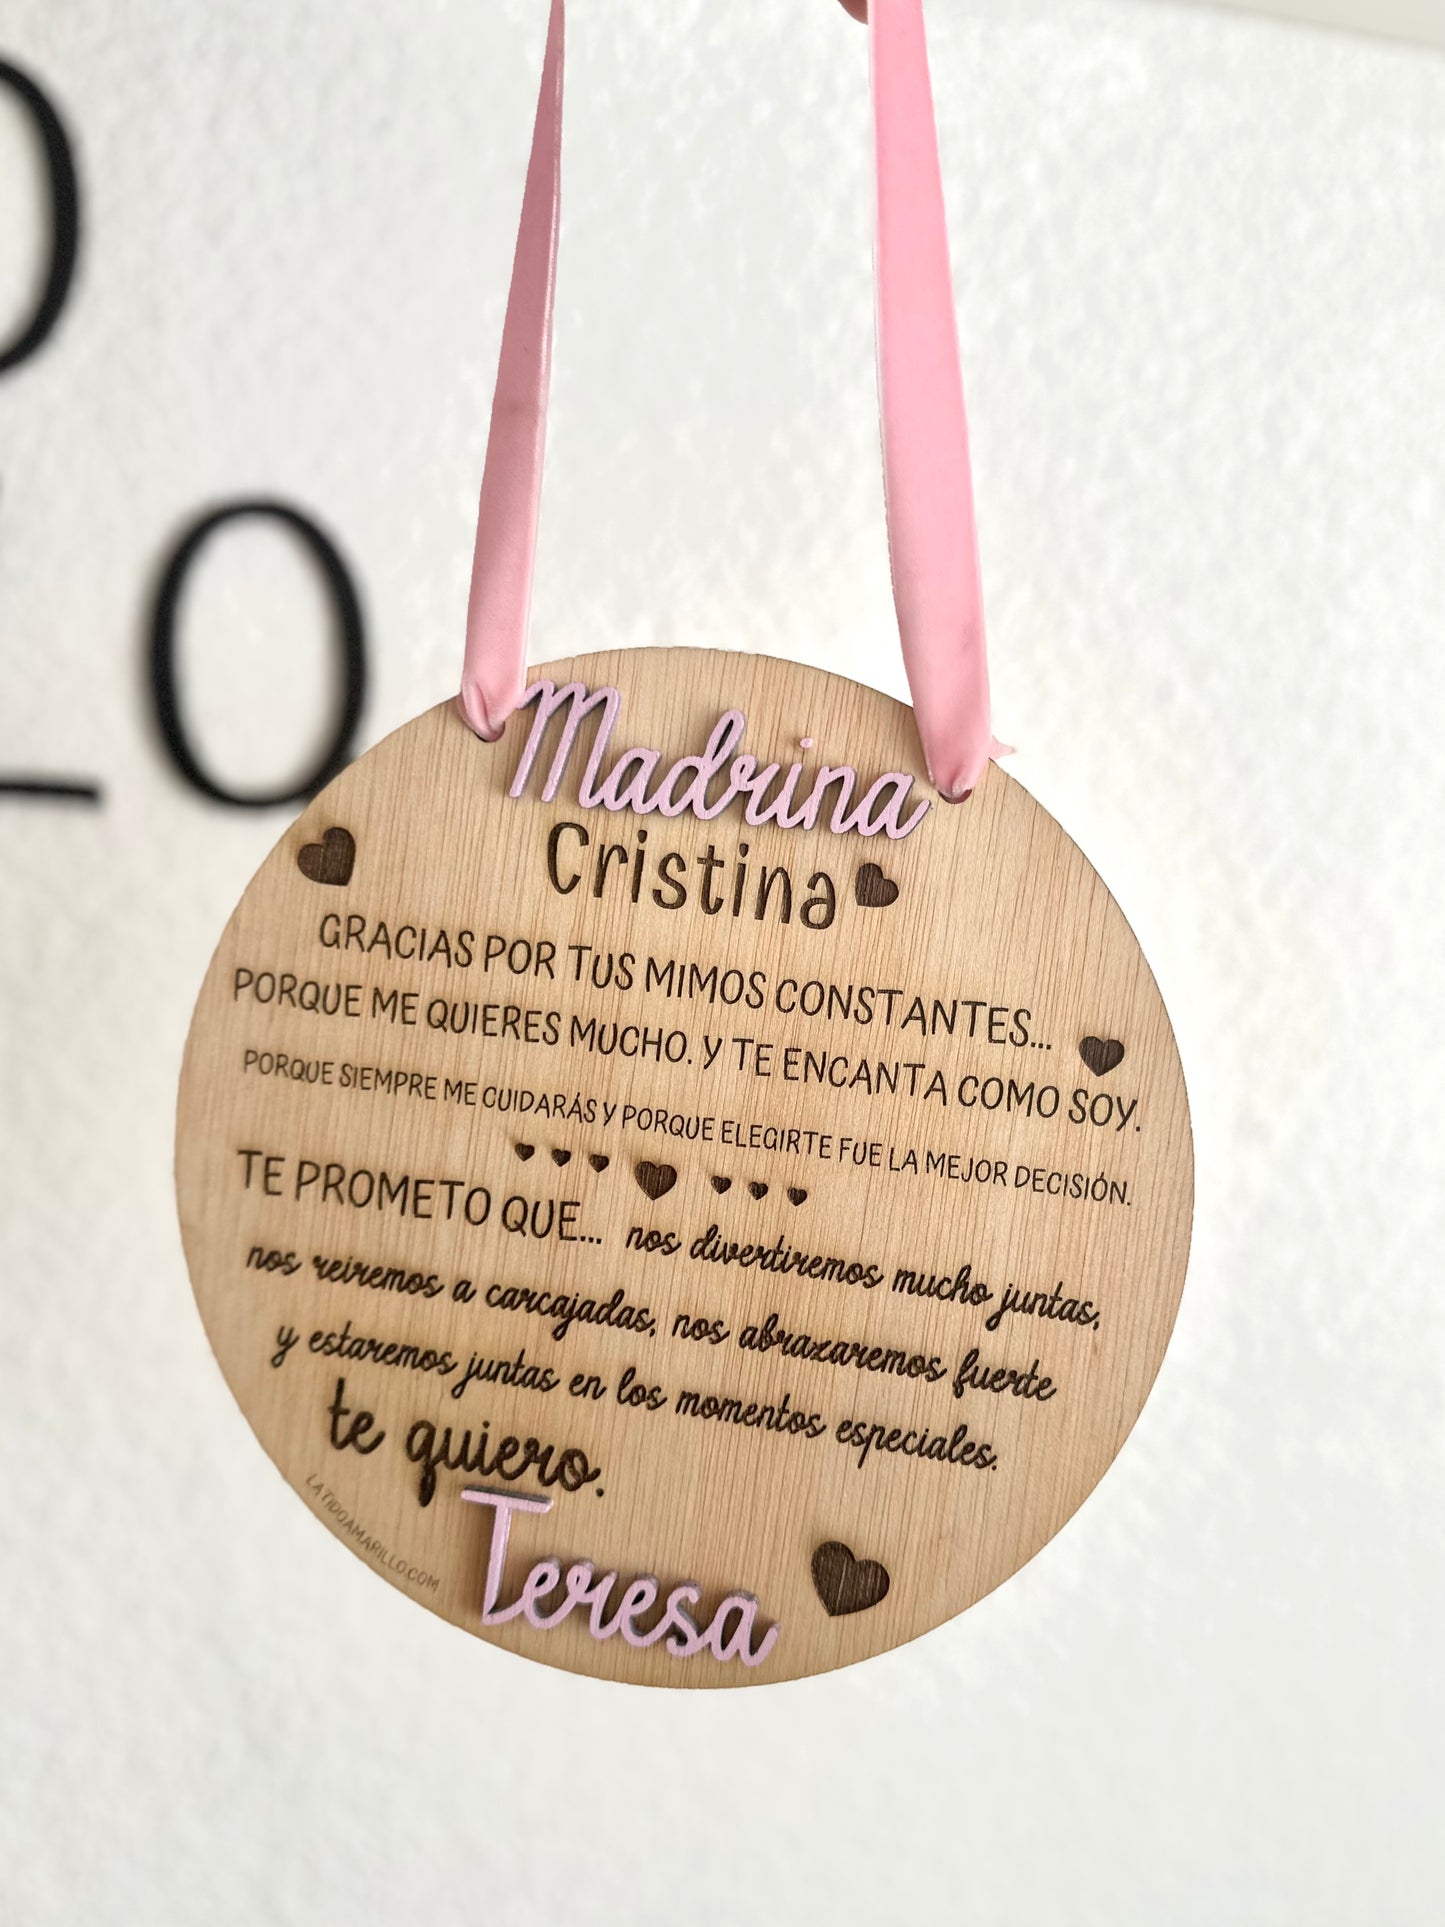 Madrina
Cristina
GRACIAS POR TUS MIMOS CONSTANTES...
PORQUE ME QUIERES MUCHO. Y TE ENCANTA COMO SOY.
PORQUE SIEMPRE ME CUIDARÁS Y PORQUE ELEGIRTE FUE LA MEJOR DECISIÓN.
TE PROMETO QUE... nos divertiremos mucho juntas,
nos reiremos a carcajadas, nos abrazaremos fuerte
y estaremos juntas en los momentos especiales.
te quiero.
Teresa
LATIDOAMARILLO.COM